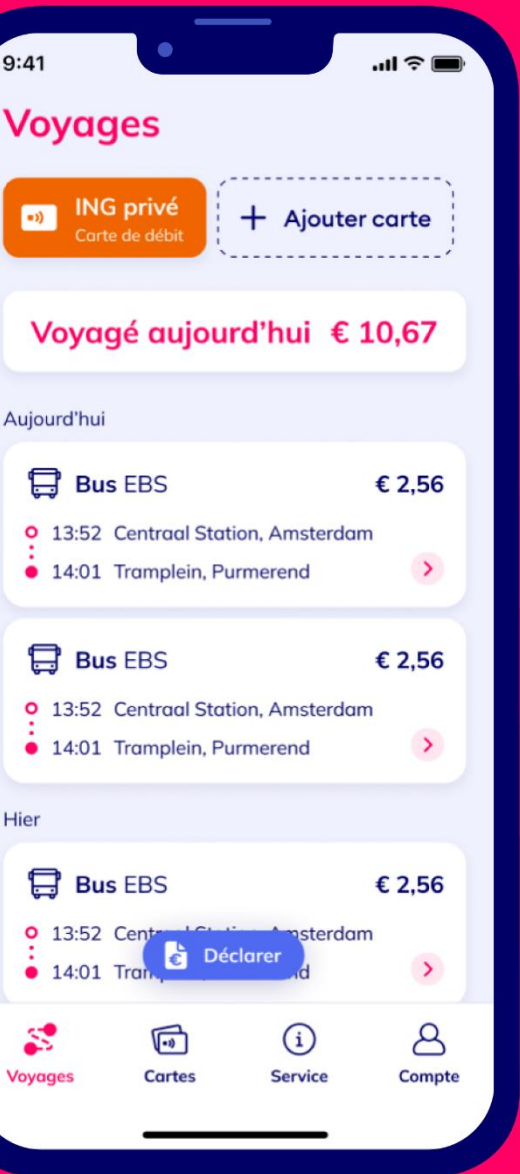 9:41
Voyages
ING privé
Carte de débit
+ Ajouter carte
Voyagé aujourd'hui € 10,67
Aujourd'hui
Bus EBS € 2,56
13:52 Centraal Station, Amsterdam
14:01 Tramplein, Purmerend
Bus EBS € 2,56
13:52 Centraal Station, Amsterdam
14:01 Tramplein, Purmerend
Hier
Bus EBS € 2,56
13:52 Amsterdam
Déclarer
14:01
Voyages Cartes Service Compte